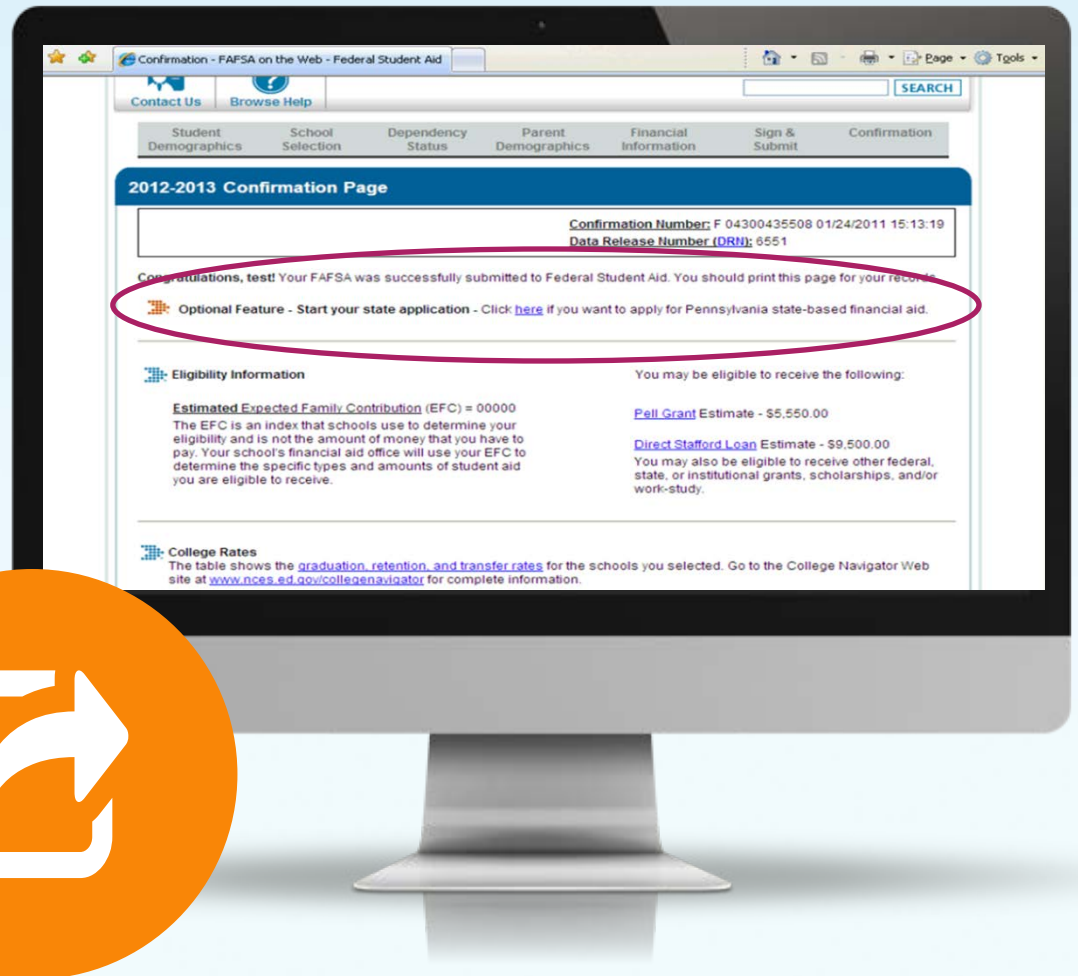 Confirmation - FAFSA on the Web - Federal Student Aid
Page
Tools
Contact Us
Browse Help
SEARCH
Student Demographics
School Selection
Dependency Status
Parent Demographics
Financial Information
Sign & Submit
Confirmation
2012-2013 Confirmation Page
Confirmation Number: F 04300435508 01/24/2011 15:13:19
Data Release Number (DRN): 6551
Congratulations, test! Your FAFSA was successfully submitted to Federal Student Aid. You should print this page for your records.
Optional Feature - Start your state application - Click here if you want to apply for Pennsylvania state-based financial aid.
Eligibility Information
Estimated Expected Family Contribution (EFC) = 00000
The EFC is an index that schools use to determine your
eligibility and is not the amount of money that you have to
pay. Your school's financial aid office will use your EFC to
determine the specific types and amounts of student aid
you are eligible to receive.
You may be eligible to receive the following:
Pell Grant Estimate - $5,550.00
Direct Stafford Loan Estimate - $9,500.00
You may also be eligible to receive other federal,
state, or institutional grants, scholarships, and/or
work-study.
College Rates
The table shows the graduation, retention, and transfer rates for the schools you selected. Go to the College Navigator Web
site at www.nces.ed.gov/collegenavigator for complete information.